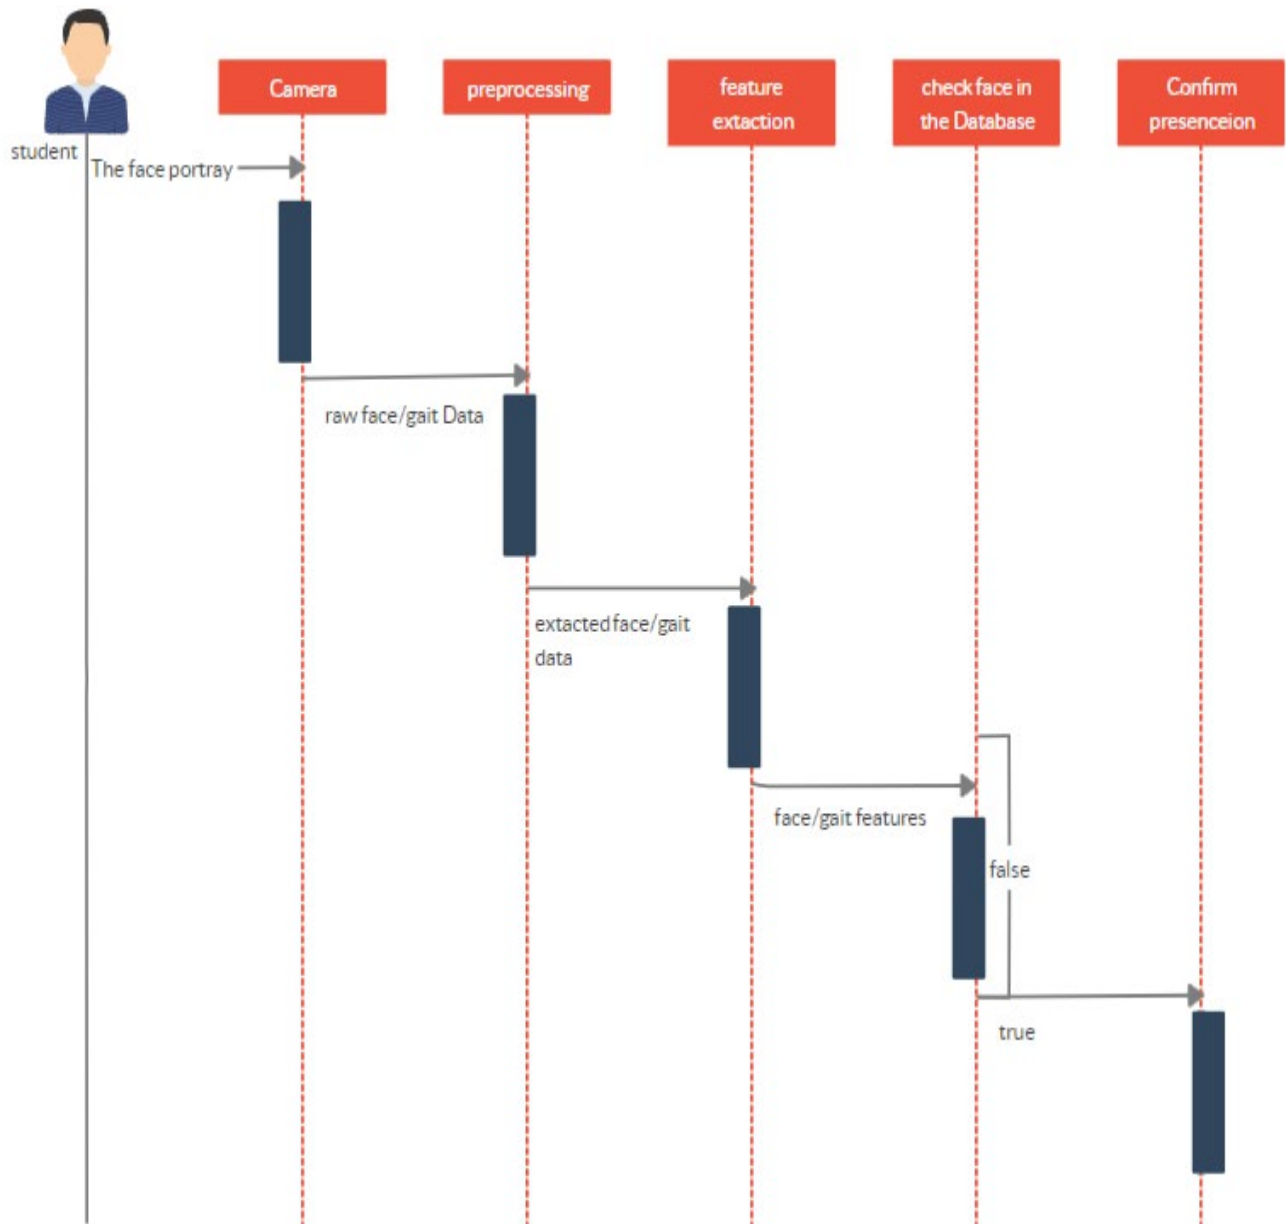 Camera
preprocessing
feature
extaction
check face in
the Database
Confirm
presenceion
student
The face portray
raw face/gait Data
extacted face/gait
data
face/gait features
false
true